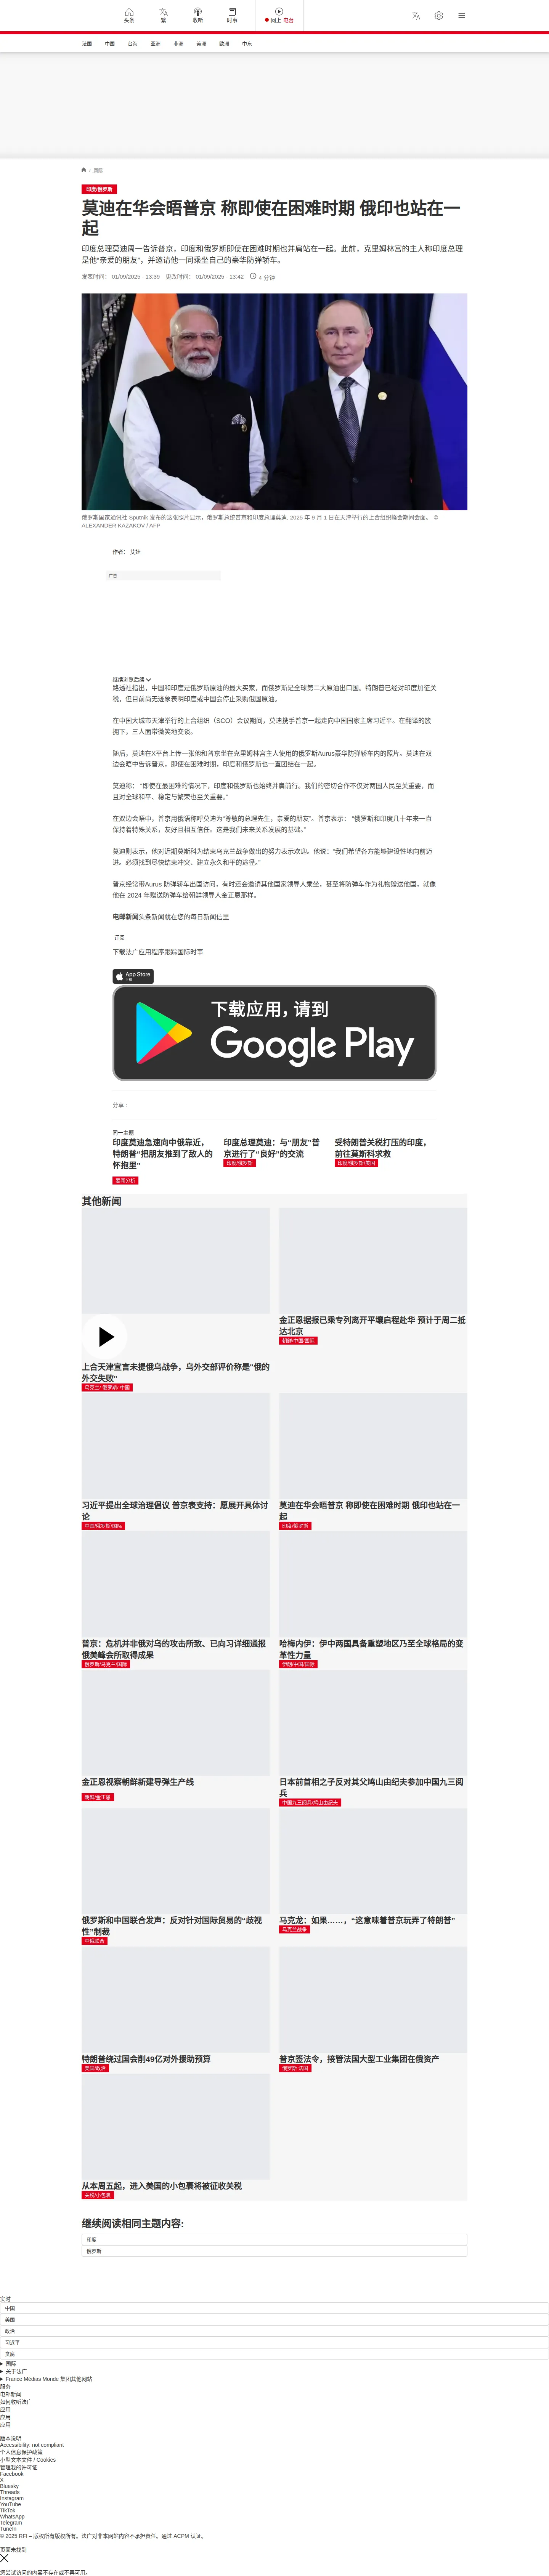 头条
繁
收听
时事
网上 电台
法国
中国
台海
亚洲
非洲
美洲
欧洲
中东
/ 国际
印度/俄罗斯
莫迪在华会晤普京 称即使在困难时期 俄印也站在一
起
印度总理莫迪周一告诉普京，印度和俄罗斯即使在困难时期也并肩站在一起。此前，克里姆林宫的主人称印度总理
是他“亲爱的朋友”，并邀请他一同乘坐自己的豪华防弹轿车。
发表时间： 01/09/2025 - 13:39 更改时间： 01/09/2025 - 13:42 4 分钟
俄罗斯国家通讯社 Sputnik 发布的这张照片显示，俄罗斯总统普京和印度总理莫迪, 2025 年 9 月 1 日在天津举行的上合组织峰会期间会面。 ©
ALEXANDER KAZAKOV / AFP
作者： 艾娃
广告
继续浏览后续
路透社指出，中国和印度是俄罗斯原油的最大买家，而俄罗斯是全球第二大原油出口国。特朗普已经对印度加征关
税，但目前尚无迹象表明印度或中国会停止采购俄国原油。
在中国大城市天津举行的上合组织（SCO）会议期间，莫迪携手普京一起走向中国国家主席习近平。在翻译的簇
拥下，三人面带微笑地交谈。
随后，莫迪在X平台上传一张他和普京坐在克里姆林宫主人使用的俄罗斯Aurus豪华防弹轿车内的照片。莫迪在双
边会晤中告诉普京，即使在困难时期，印度和俄罗斯也一直团结在一起。
莫迪称： “即使在最困难的情况下，印度和俄罗斯也始终并肩前行。我们的密切合作不仅对两国人民至关重要，而
且对全球和平、稳定与繁荣也至关重要。”
在双边会晤中，普京用俄语称呼莫迪为“尊敬的总理先生，亲爱的朋友”。普京表示： “俄罗斯和印度几十年来一直
保持着特殊关系，友好且相互信任。这是我们未来关系发展的基础。”
莫迪则表示，他对近期莫斯科为结束乌克兰战争做出的努力表示欢迎。他说：“我们希望各方能够建设性地向前迈
进。必须找到尽快结束冲突、建立永久和平的途径。”
普京经常带Aurus 防弹轿车出国访问，有时还会邀请其他国家领导人乘坐，甚至将防弹车作为礼物赠送他国，就像
他在 2024 年赠送防弹车给朝鲜领导人金正恩那样。
电邮新闻头条新闻就在您的每日新闻信里
订阅
下载法广应用程序跟踪国际时事
App Store
下载
下载应用，请到
Google Play
分享 :
同一主题
印度莫迪急速向中俄靠近，
特朗普“把朋友推到了敌人的
怀抱里”
要闻分析
印度总理莫迪：与“朋友”普
京进行了“良好”的交流
印度/俄罗斯
受特朗普关税打压的印度，
前往莫斯科求救
印度/俄罗斯/美国
其他新闻
上合天津宣言未提俄乌战争，乌外交部评价称是"俄的
外交失败"
乌克兰/ 俄罗斯/ 中国
金正恩据报已乘专列离开平壤启程赴华 预计于周二抵
达北京
朝鲜/中国/国际
习近平提出全球治理倡议 普京表支持：愿展开具体讨
论
中国/俄罗斯/国际
莫迪在华会晤普京 称即使在困难时期 俄印也站在一
起
印度/俄罗斯
普京：危机并非俄对乌的攻击所致、已向习详细通报
俄美峰会所取得成果
俄罗斯/乌克兰/国际
哈梅内伊：伊中两国具备重塑地区乃至全球格局的变
革性力量
伊朗/中国/国际
金正恩视察朝鲜新建导弹生产线
朝鲜/金正恩
日本前首相之子反对其父鸠山由纪夫参加中国九三阅
兵
中国九三阅兵/鸠山由纪夫
俄罗斯和中国联合发声：反对针对国际贸易的“歧视
性”制裁
中俄联合
马克龙：如果……，“这意味着普京玩弄了特朗普”
乌克兰战争
特朗普绕过国会削49亿对外援助预算
美国/政治
普京签法令，接管法国大型工业集团在俄资产
俄罗斯 法国
从本周五起，进入美国的小包裹将被征收关税
关税/小包裹
继续阅读相同主题内容:
印度
俄罗斯
实时
中国
美国
政治
习近平
贪腐
国际
关于法广
France Médias Monde 集团其他网站
服务
电邮新闻
如何收听法广
应用
应用
应用
版本说明
Accessibility: not compliant
个人信息保护政策
小型文本文件 / Cookies
管理我的许可证
Facebook
X
Bluesky
Threads
Instagram
YouTube
TikTok
WhatsApp
Telegram
TuneIn
© 2025 RFI – 版权所有版权所有。法广对非本网站内容不承担责任。通过 ACPM 认证。
页面未找到
您尝试访问的内容不存在或不再可用。